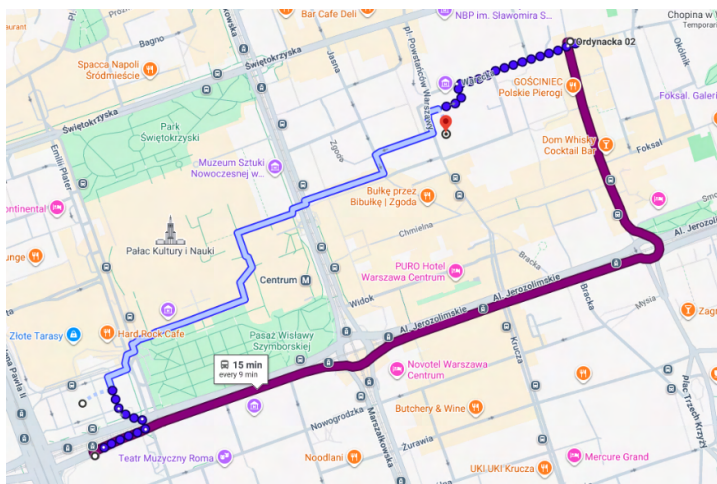 Bar Cafe Deli
NBP im. Sławomira S...
Chopina w
Temporari
Bagno
Spacca Napoli
Śródmieście
Świętokrzyska
Jasna
pl. Powstańców Warszawy
Ordynacka 02
Okólnik
Warecka
GOŚCINIEC
Polskie Pierogi
Foksal. Galeri
Świętokrzyska
Park
Świętokrzyski
Zgoda
Dom Whisky
Cocktail Bar
Foksal
Emilii Plater
Muzeum Sztuki
Nowoczesnej w...
Bułkę przez
Bibułkę | Zgoda
ontinental
Smo
Pałac Kultury i Nauki
Chmielna
Al. Jerozolimskie
unge
Bracka
PURO Hotel
Warszawa Centrum
Centrum M
Widok
Bracka
Mysia
Złote Tarasy
Hard Rock Cafe
Pasaż Wisławy
Szymborskiej
Al. Jerozolimskie
Zagr
Krucza
15 min
every 9 min
Novotel Warszawa
Centrum
Jana Pawła II
Marszałkowska
Butchery & Wine
plac Trzech Krzyży
Nowogrodzka
Teatr Muzyczny Roma
Noodlani
Żurawia
UKI UKI Krucza
Mercure Grand